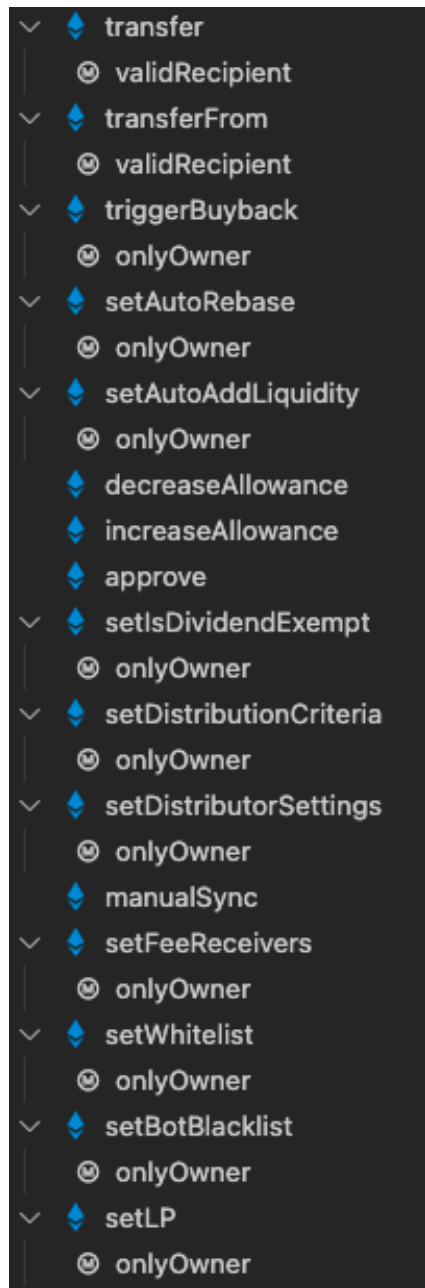 transfer
validRecipient
transferFrom
validRecipient
triggerBuyback
onlyOwner
setAutoRebase
onlyOwner
setAutoAddLiquidity
onlyOwner
decreaseAllowance
increaseAllowance
approve
setIsDividendExempt
onlyOwner
setDistributionCriteria
onlyOwner
setDistributorSettings
onlyOwner
manualSync
setFeeReceivers
onlyOwner
setWhitelist
onlyOwner
setBotBlacklist
onlyOwner
setLP
onlyOwner